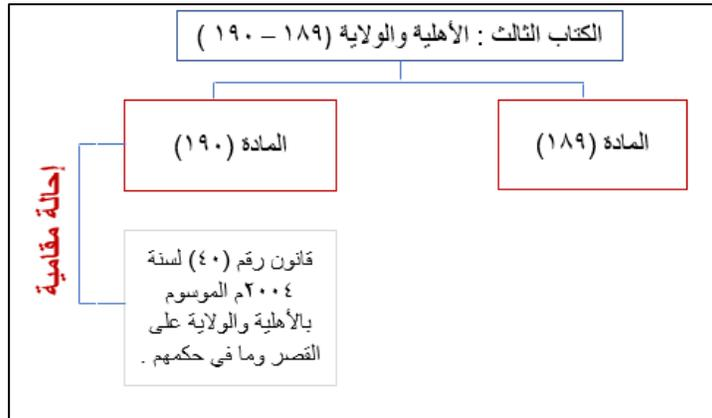 الكتاب الثالث : الأهلية والولاية (١٨٩ – ١٩٠ )
المادة (١٨٩)
المادة (١٩٠)
إحالة مقامية
قانون رقم (٤٠) لسنة
٢٠٠٤م الموسوم
بالأهلية والولاية على
القصر وما في حكمهم .